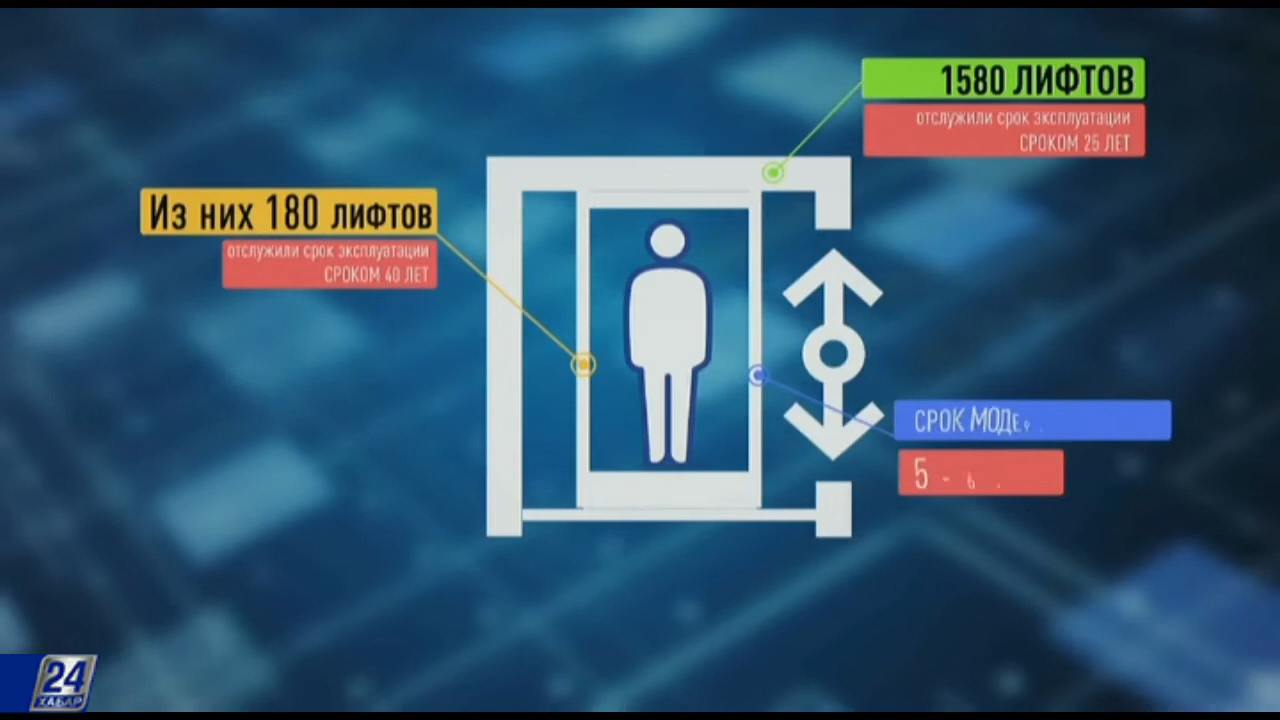 1580 ЛИФТОВ
отслужили срок эксплуатации
СРОКОМ 25 ЛЕТ
Из них 180 лифтов
отслужили срок эксплуатации
СРОКОМ 40 ЛЕТ
СРОК
5 -
24
ХАБАР